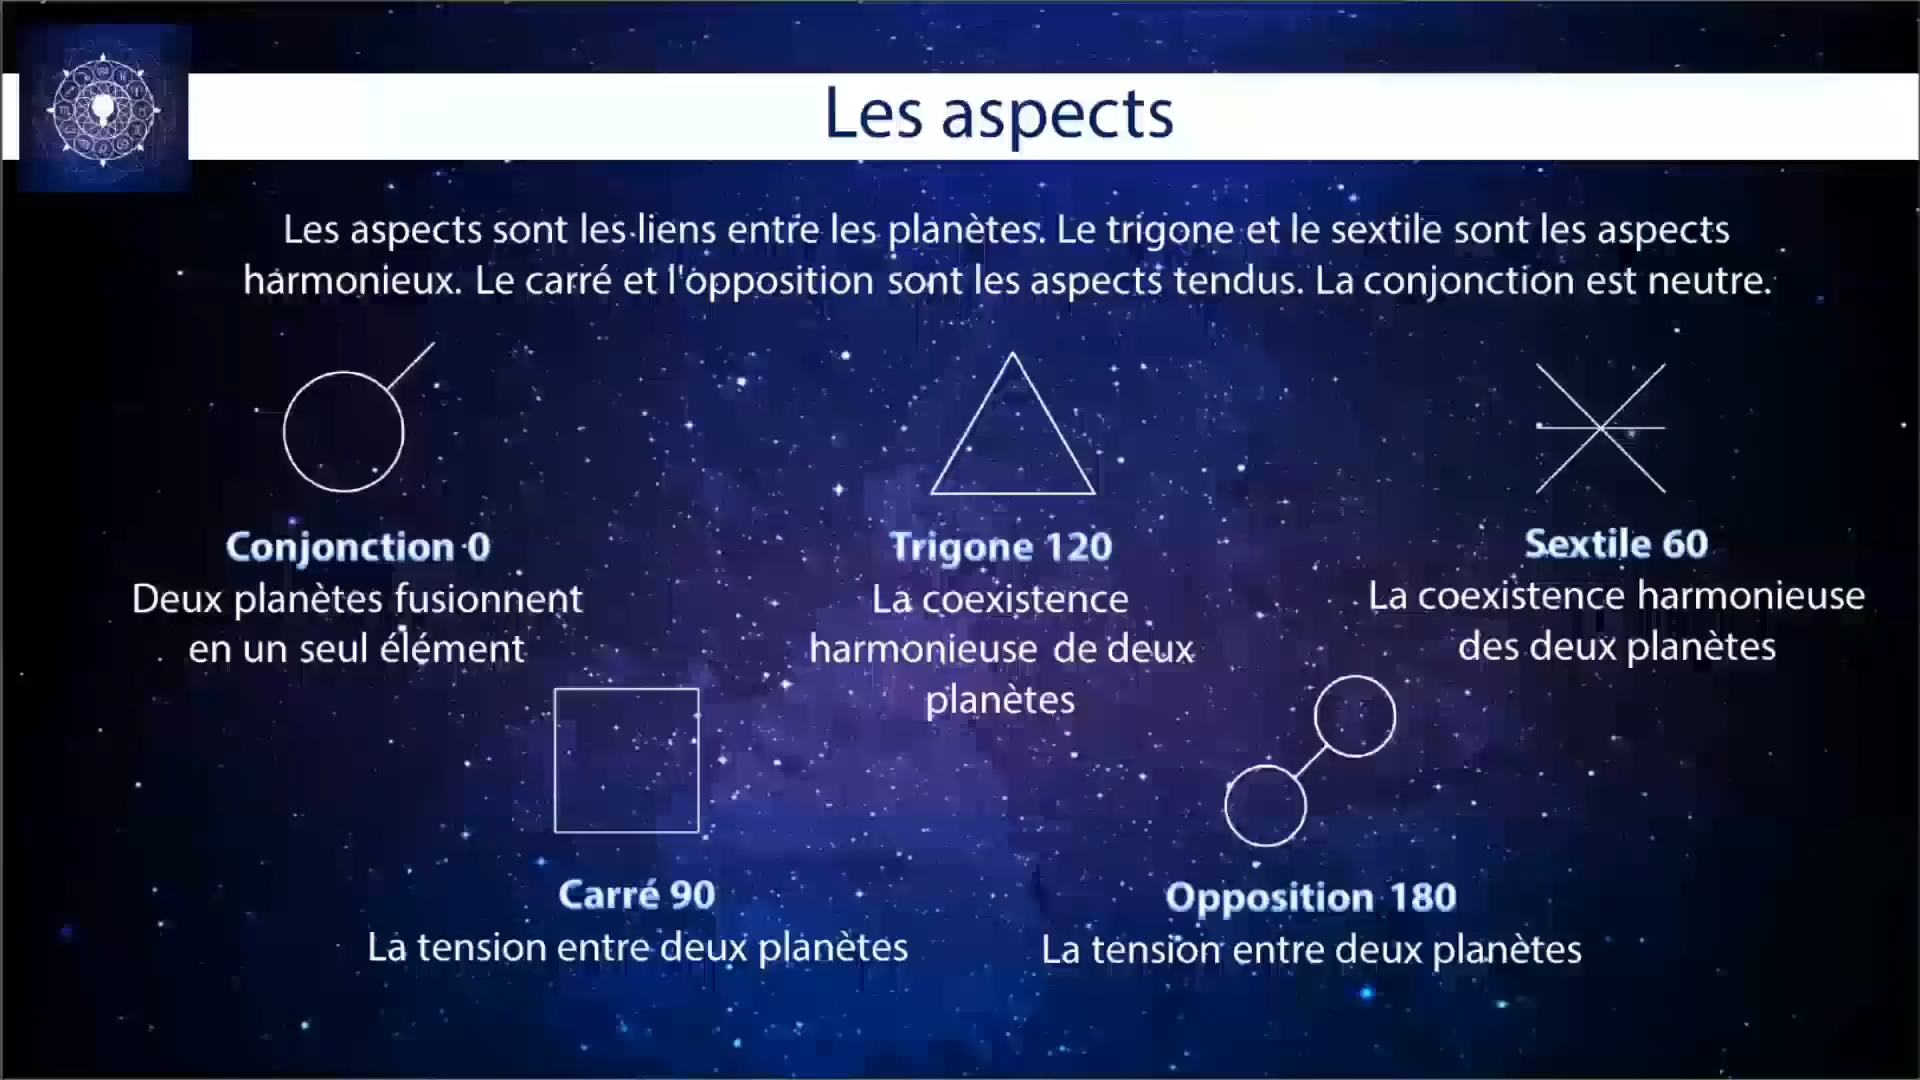 Les aspects
Les aspects sont les liens entre les planètes. Le trigone et le sextile sont les aspects
harmonieux. Le carré et l'opposition sont les aspects tendus. La conjonction est neutre.
Conjonction 0
Deux planètes fusionnent
en un seul élément
Trigone 120
La coexistence
harmonieuse de deux
planètes
Sextile 60
La coexistence harmonieuse
des deux planètes
Carré 90
La tension entre deux planètes
Opposition 180
La tension entre deux planètes